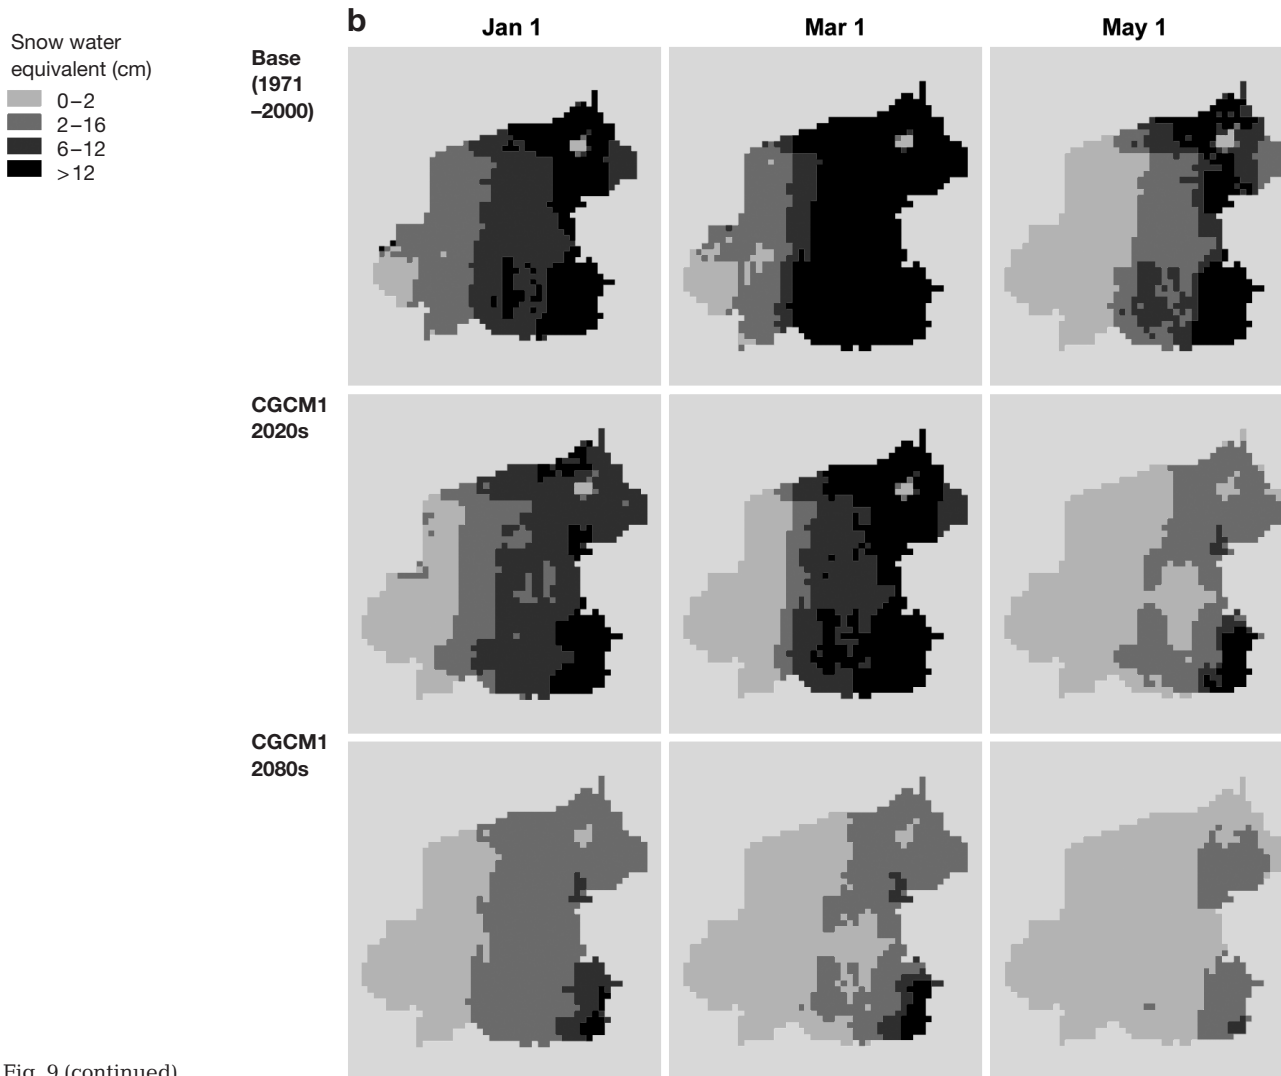 b
Jan 1
Mar 1
May 1
Snow water
equivalent (cm)
0–2
2–16
6–12
>12
Base
(1971
–2000)
CGCM1
2020s
CGCM1
2080s
Fig. 9 (continued)